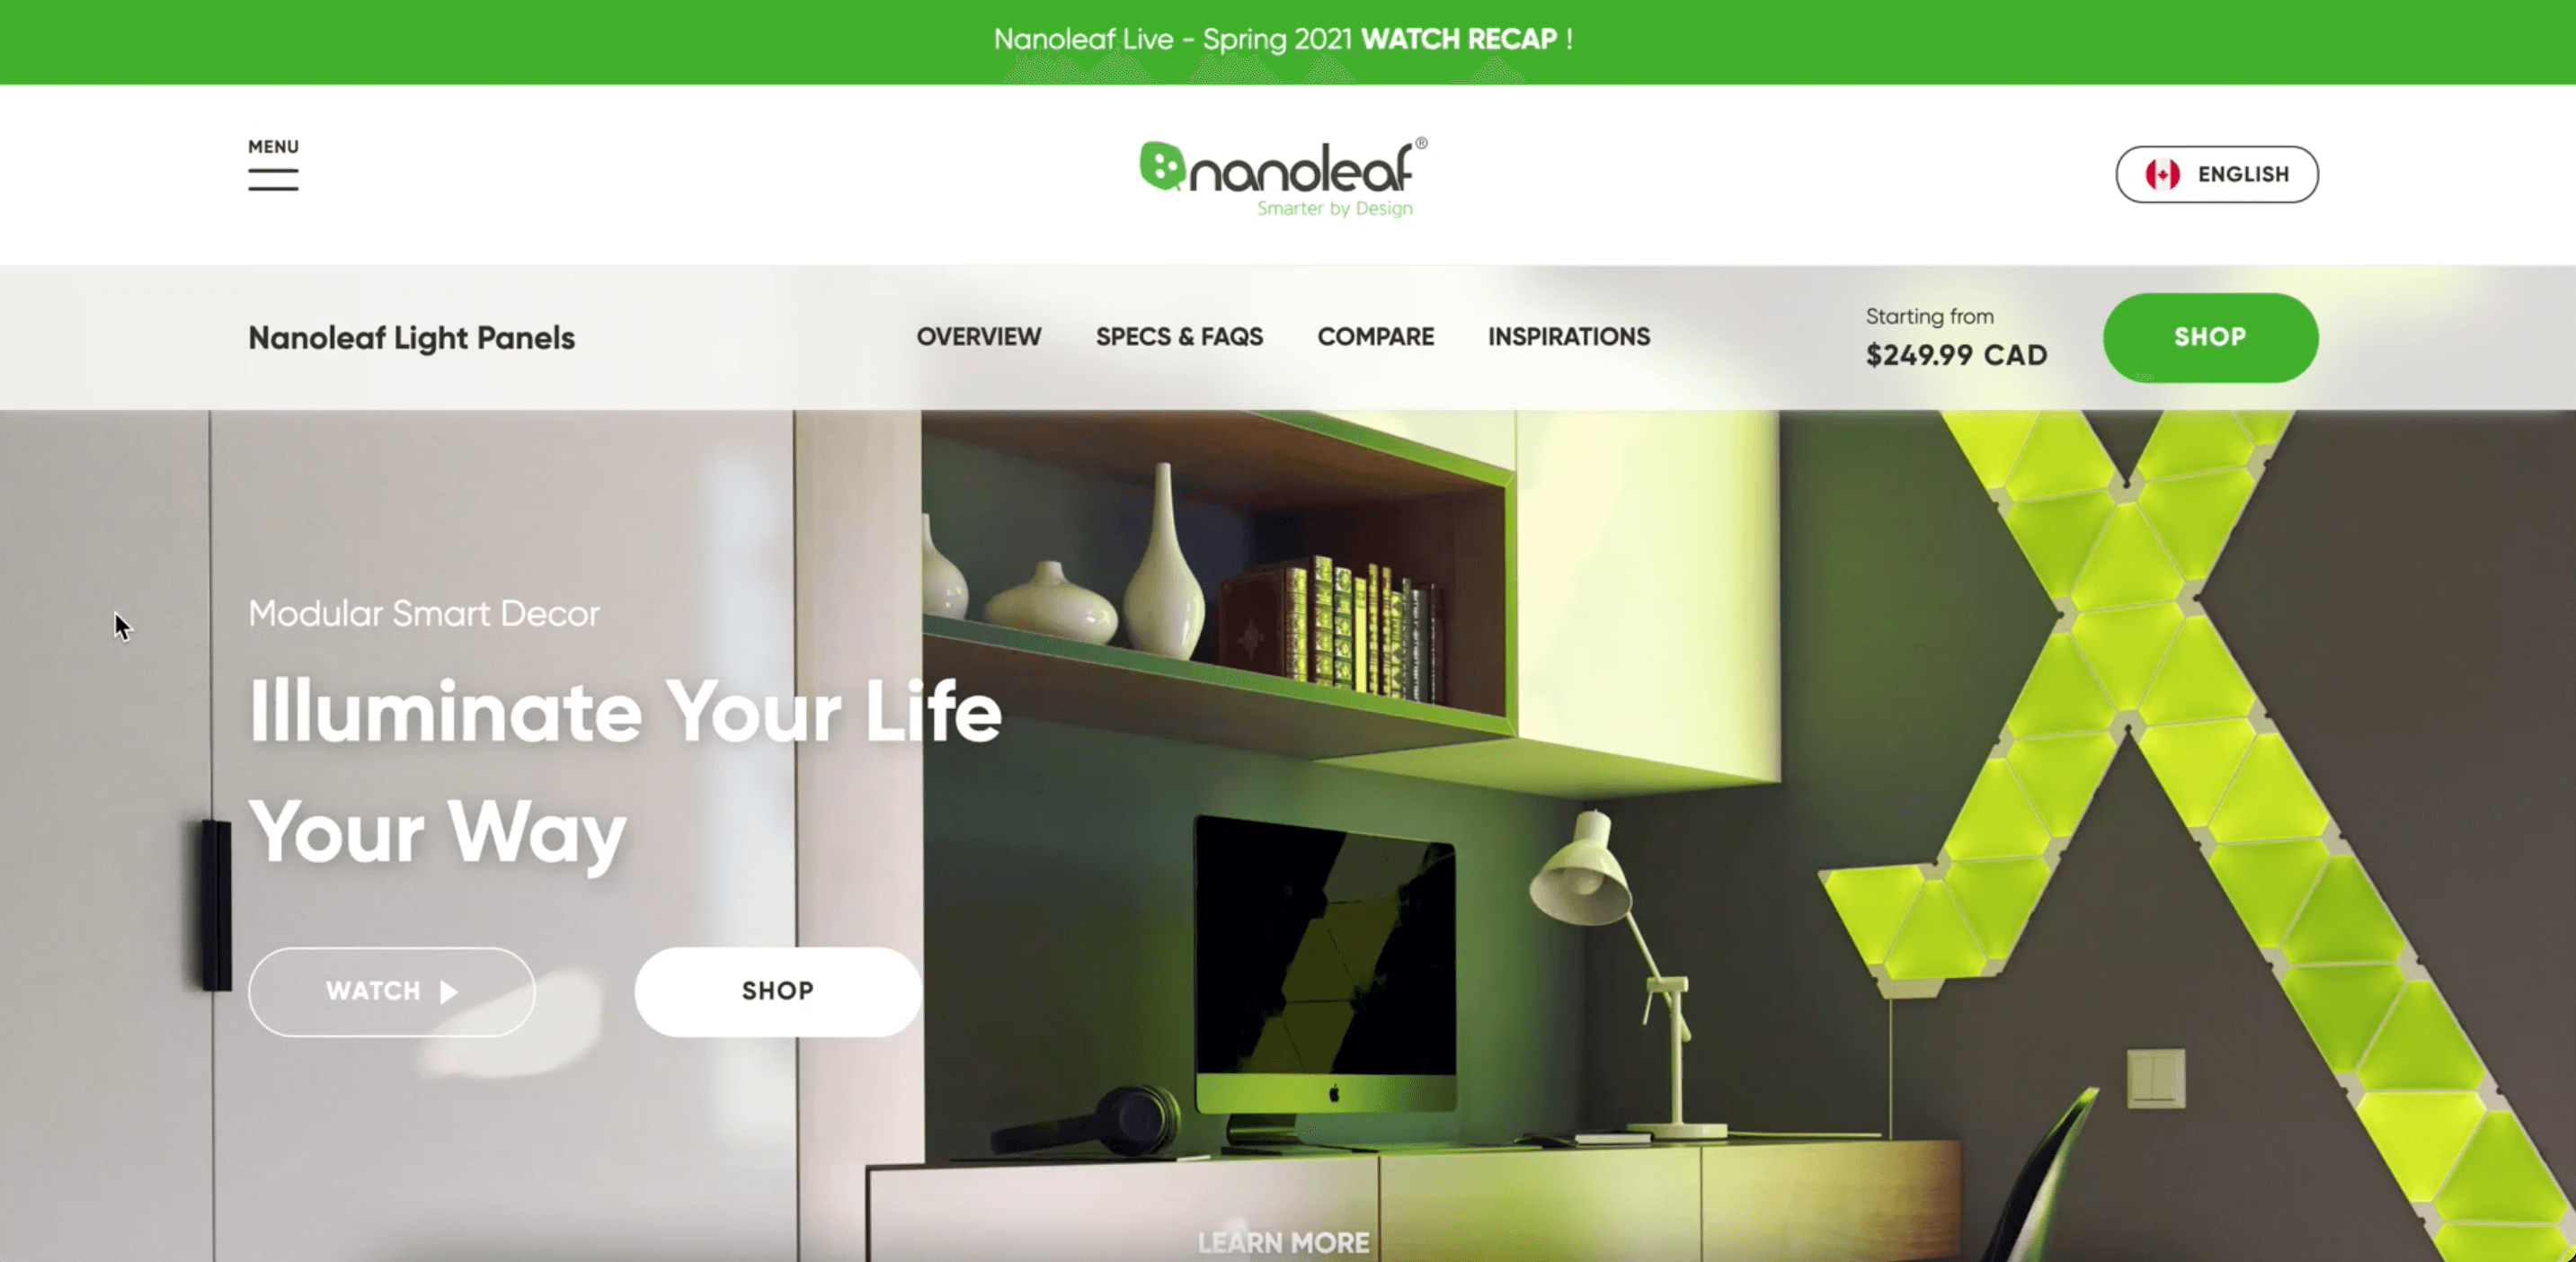 Nanoleaf Live - Spring 2021 WATCH RECAP !
MENU
nanoleaf®
Smarter by Design
ENGLISH
Nanoleaf Light Panels
OVERVIEW
SPECS & FAQS
COMPARE
INSPIRATIONS
Starting from
$249.99 CAD
SHOP
Modular Smart Decor
Illuminate Your Life
Your Way
WATCH
SHOP
LEARN MORE